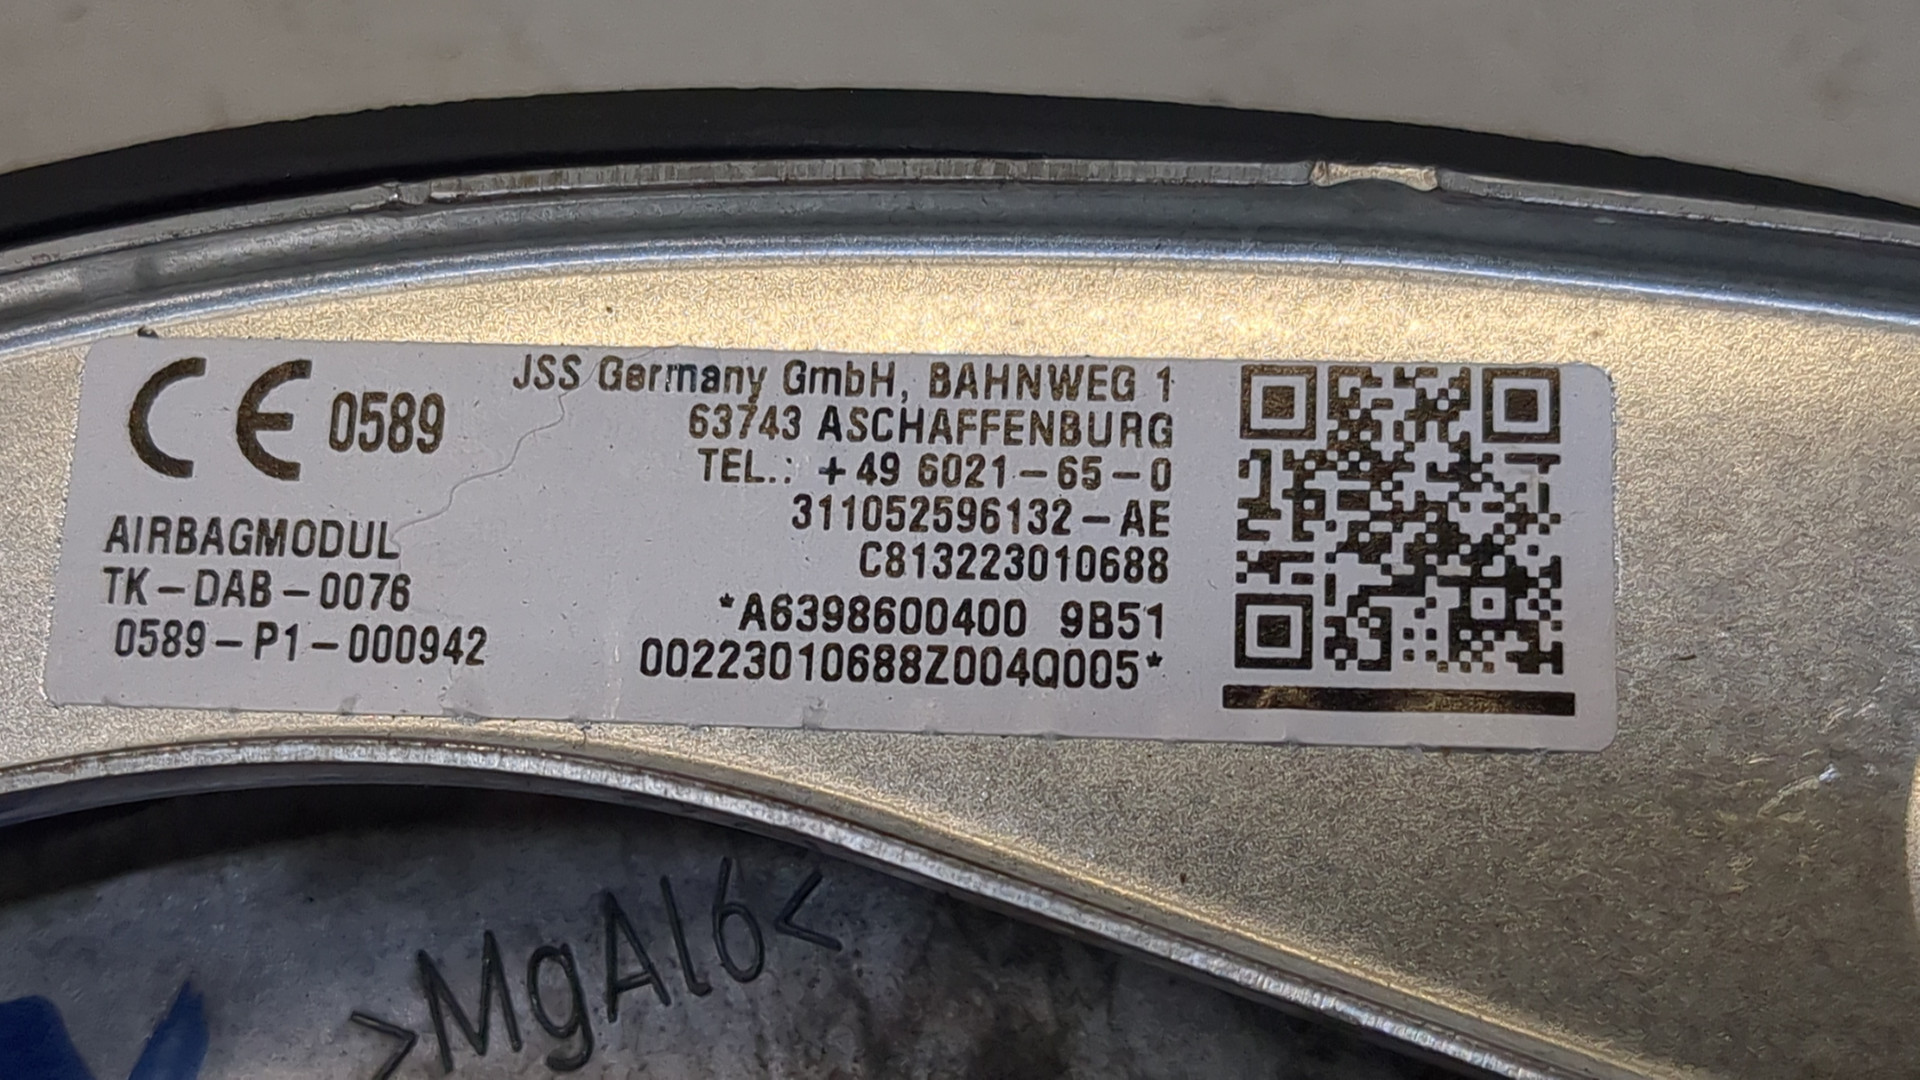 CE 0589
JSS Germany GmbH, BAHNWEG 1
63743 ASCHAFFENBURG
TEL.: +49 6021-65-0
311052596132-AE
C813223010688
*A6398600400 9B51
00223010688Z004Q005*
AIRBAGMODUL
TK-DAB-0076
0589-P1-000942
>MgAl6<